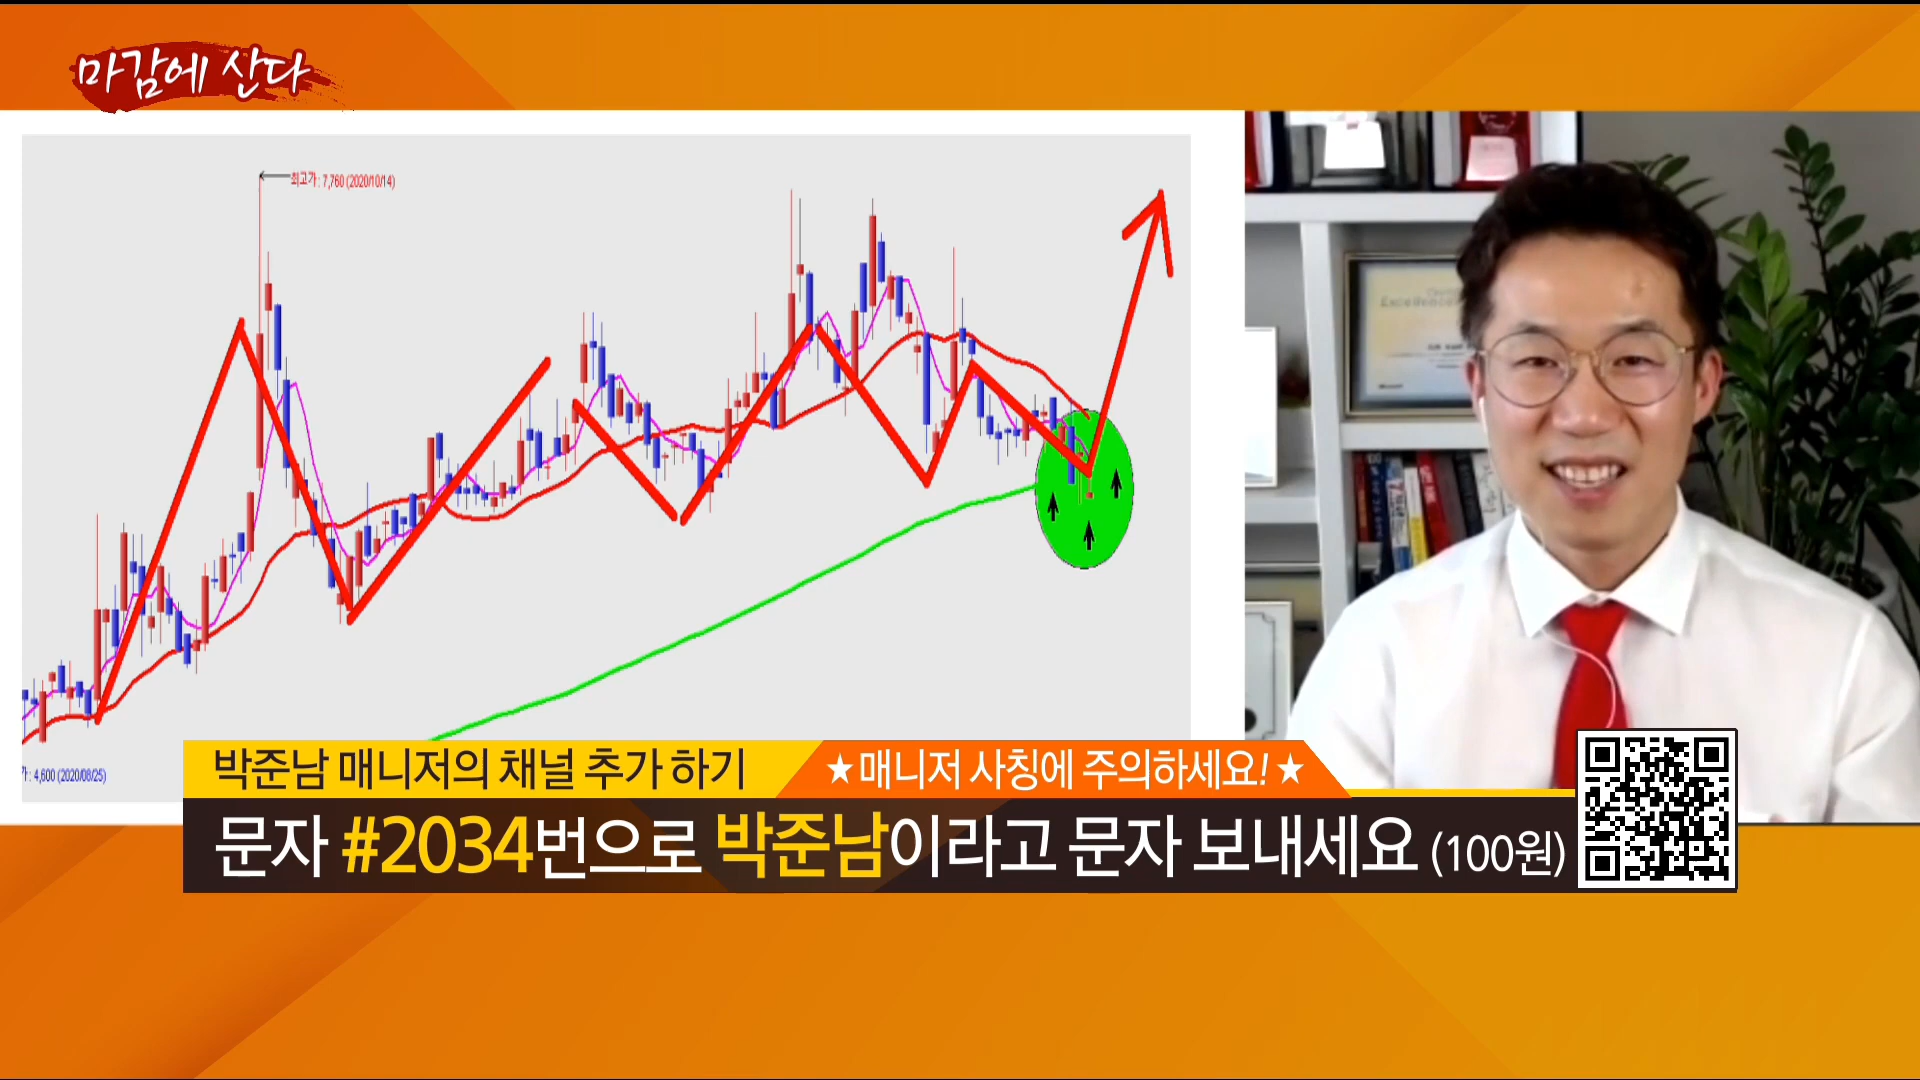 마감에 산다
최고가: 7,760 (2020/10/14)
가: 4,600 (2020/08/25)
Excellence
박준남 매니저의 채널 추가 하기
★매니저 사칭에 주의하세요!★
문자 #2034번으로 박준남이라고 문자 보내세요 (100원)